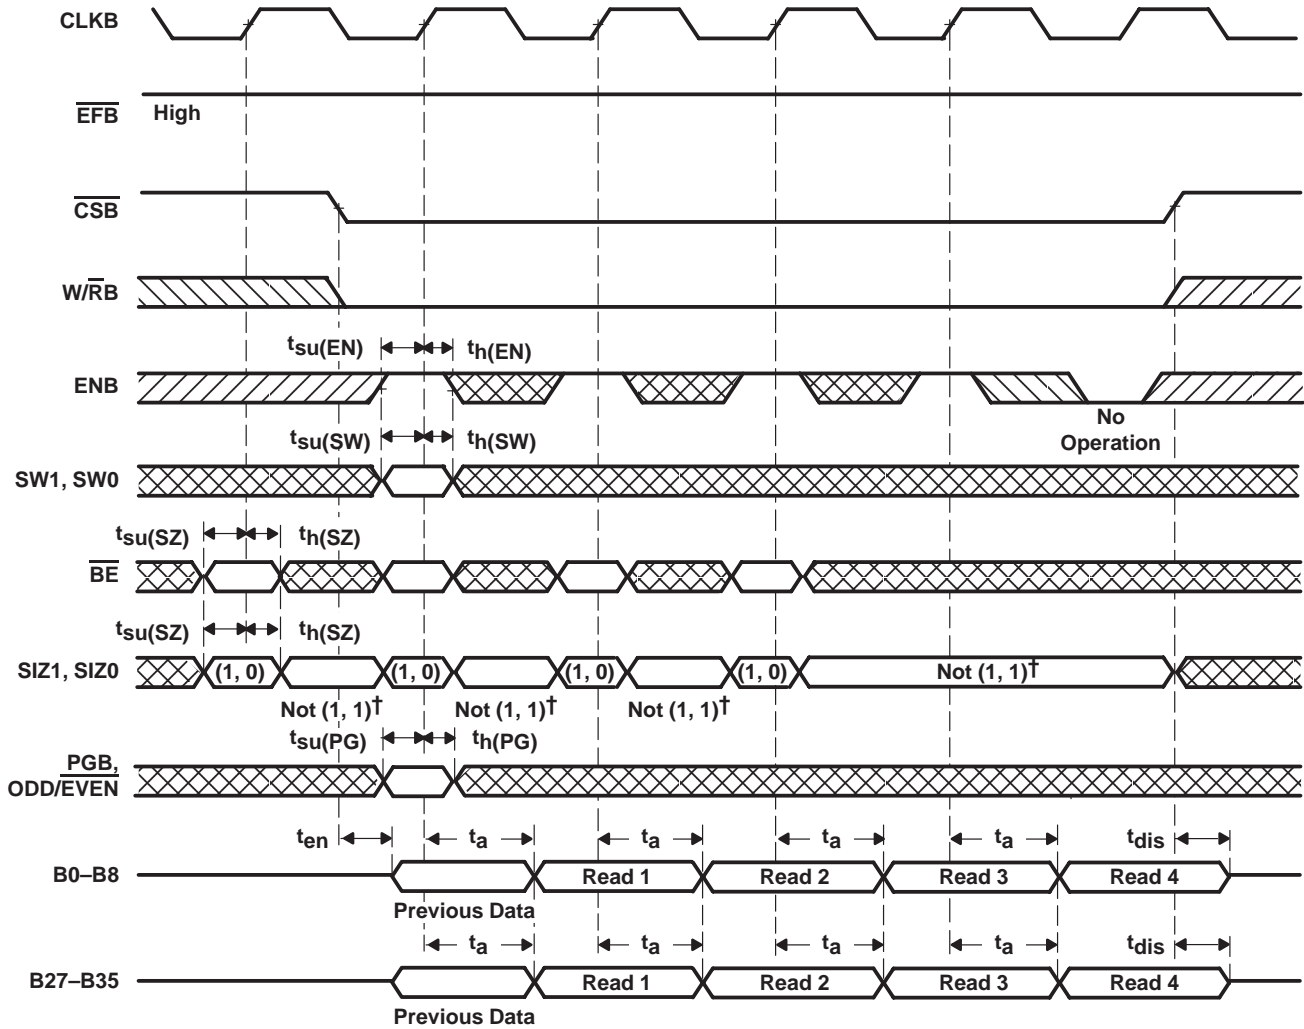 CLKB
EFB High
CSB
W/RB
tsu(EN) th(EN)
ENB
No
Operation
tsu(SW) th(SW)
SW1, SW0
tsu(SZ) th(SZ)
BE
tsu(SZ) th(SZ)
SIZ1, SIZ0 (1, 0) (1, 0) (1, 0) (1, 0) Not (1, 1)†
Not (1, 1)† Not (1, 1)† Not (1, 1)†
tsu(PG) th(PG)
PGB,
ODD/EVEN
ten ta ta ta ta tdis
B0–B8 Read 1 Read 2 Read 3 Read 4
Previous Data
ta ta ta ta tdis
B27–B35 Read 1 Read 2 Read 3 Read 4
Previous Data